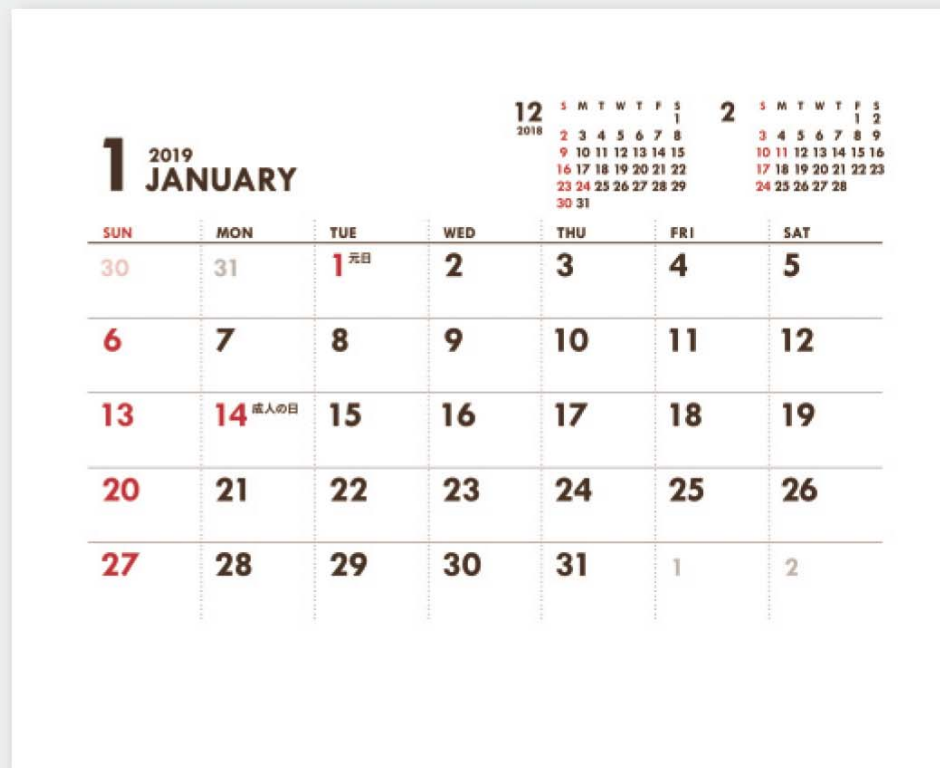 1 2019 JANUARY
12 2018
S M T W T F S
1
2 3 4 5 6 7 8
9 10 11 12 13 14 15
16 17 18 19 20 21 22
23 24 25 26 27 28 29
30 31
2
S M T W T F S
1 2
3 4 5 6 7 8 9
10 11 12 13 14 15 16
17 18 19 20 21 22 23
24 25 26 27 28
SUN MON TUE WED THU FRI SAT
30 31 1 元日 2 3 4 5
6 7 8 9 10 11 12
13 14 成人の日 15 16 17 18 19
20 21 22 23 24 25 26
27 28 29 30 31 1 2